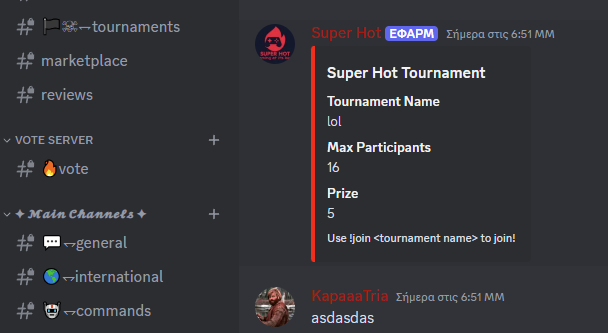 🏴☠┭tournaments
marketplace
reviews
VOTE SERVER
🔥vote
✦ 𝓜𝓪𝓲𝓷 𝓒𝓱𝓪𝓷𝓷𝓮𝓵𝓼 ✦
💬┭general
🌎┭international
🤖┭commands
Super Hot ΕΦΑΡΜ Σήμερα στις 6:51 ΜΜ
SUPER HOT
Super Hot Tournament
Tournament Name
lol
Max Participants
16
Prize
5
Use !join <tournament name> to join!
KapaaaTria Σήμερα στις 6:51 ΜΜ
asdasdas